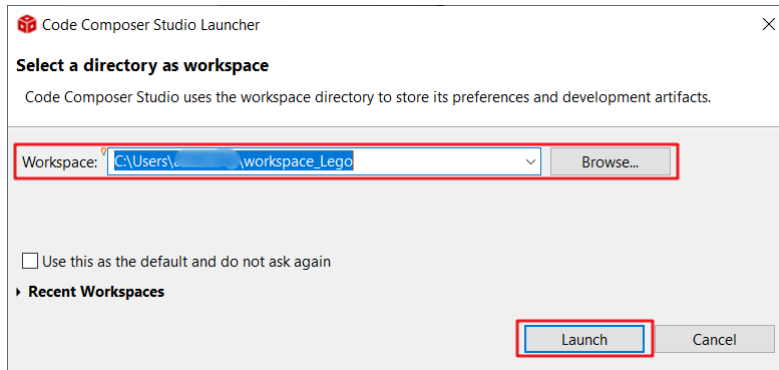 Code Composer Studio Launcher
Select a directory as workspace
Code Composer Studio uses the workspace directory to store its preferences and development artifacts.
Workspace: C:\Users\ \workspace_Lego Browse...
Use this as the default and do not ask again
Recent Workspaces
Launch Cancel